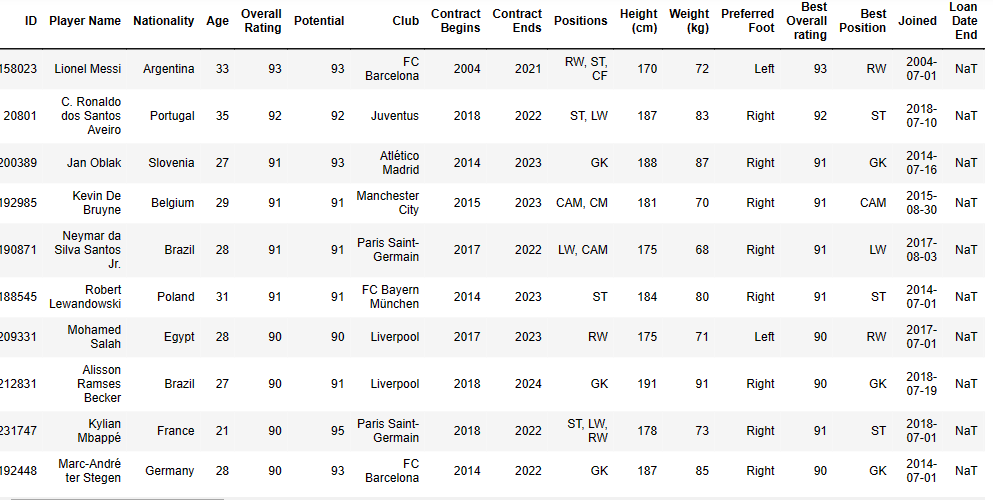 ID Player Name Nationality Age Overall Rating Potential Club Contract Begins Contract Ends Positions Height (cm) Weight (kg) Preferred Foot Best Overall rating Best Position Joined Loan Date End
158023 Lionel Messi Argentina 33 93 93 FC Barcelona 2004 2021 RW, ST, CF 170 72 Left 93 RW 2004-07-01 NaT
20801 C. Ronaldo dos Santos Aveiro Portugal 35 92 92 Juventus 2018 2022 ST, LW 187 83 Right 92 ST 2018-07-10 NaT
200389 Jan Oblak Slovenia 27 91 93 Atlético Madrid 2014 2023 GK 188 87 Right 91 GK 2014-07-16 NaT
192985 Kevin De Bruyne Belgium 29 91 91 Manchester City 2015 2023 CAM, CM 181 70 Right 91 CAM 2015-08-30 NaT
190871 Neymar da Silva Santos Jr. Brazil 28 91 91 Paris Saint-Germain 2017 2022 LW, CAM 175 68 Right 91 LW 2017-08-03 NaT
188545 Robert Lewandowski Poland 31 91 91 FC Bayern München 2014 2023 ST 184 80 Right 91 ST 2014-07-01 NaT
209331 Mohamed Salah Egypt 28 90 90 Liverpool 2017 2023 RW 175 71 Left 90 RW 2017-07-01 NaT
212831 Alisson Ramses Becker Brazil 27 90 91 Liverpool 2018 2024 GK 191 91 Right 90 GK 2018-07-19 NaT
231747 Kylian Mbappé France 21 90 95 Paris Saint-Germain 2018 2022 ST, LW, RW 178 73 Right 91 ST 2018-07-01 NaT
192448 Marc-André ter Stegen Germany 28 90 93 FC Barcelona 2014 2022 GK 187 85 Right 90 GK 2014-07-01 NaT